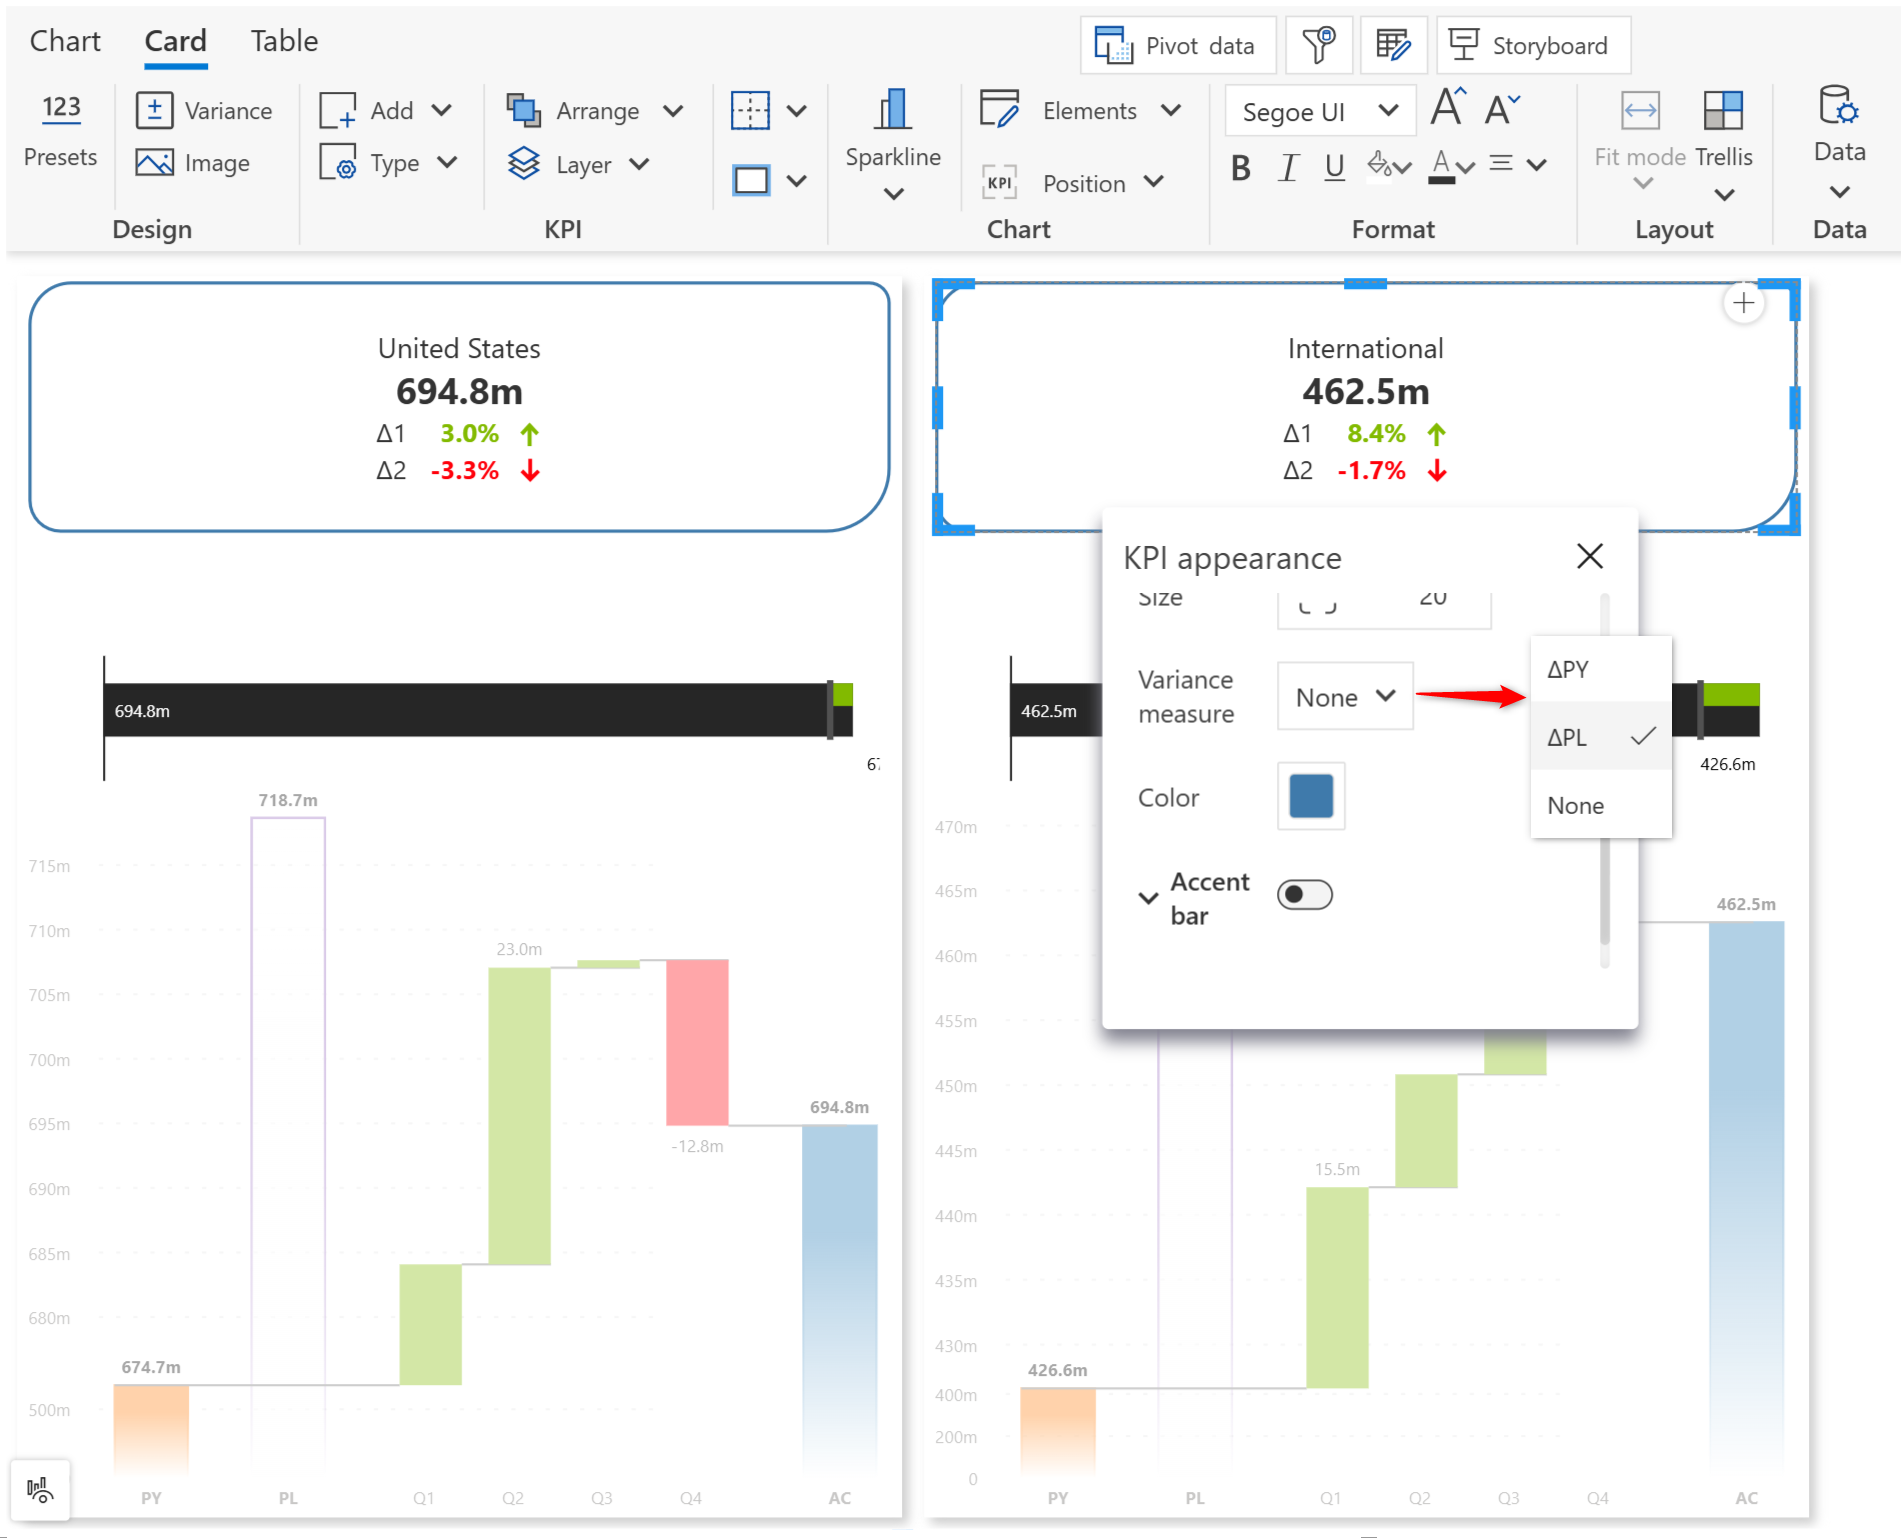 Chart Card Table
Pivot data Storyboard
123
Presets
± Variance
Image
Design
Add
Type
Arrange
Layer
KPI
Sparkline
Elements
KPI Position
Chart
Segoe UI A A
B I U A
Format
Fit mode Trellis
Layout
Data
Data
United States
694.8m
Δ1 3.0%
Δ2 -3.3%
694.8m
718.7m
715m
710m
705m
700m
695m
690m
685m
680m
500m
23.0m
-12.8m
694.8m
674.7m
PY PL Q1 Q2 Q3 Q4 AC
International
462.5m
Δ1 8.4%
Δ2 -1.7%
KPI appearance
Size 20
Variance
measure
None
ΔPY
ΔPL
None
Color
Accent
bar
462.5m
426.6m
470m
465m
460m
455m
450m
445m
440m
435m
430m
400m
200m
0
462.5m
15.5m
426.6m
PY PL Q1 Q2 Q3 Q4 AC